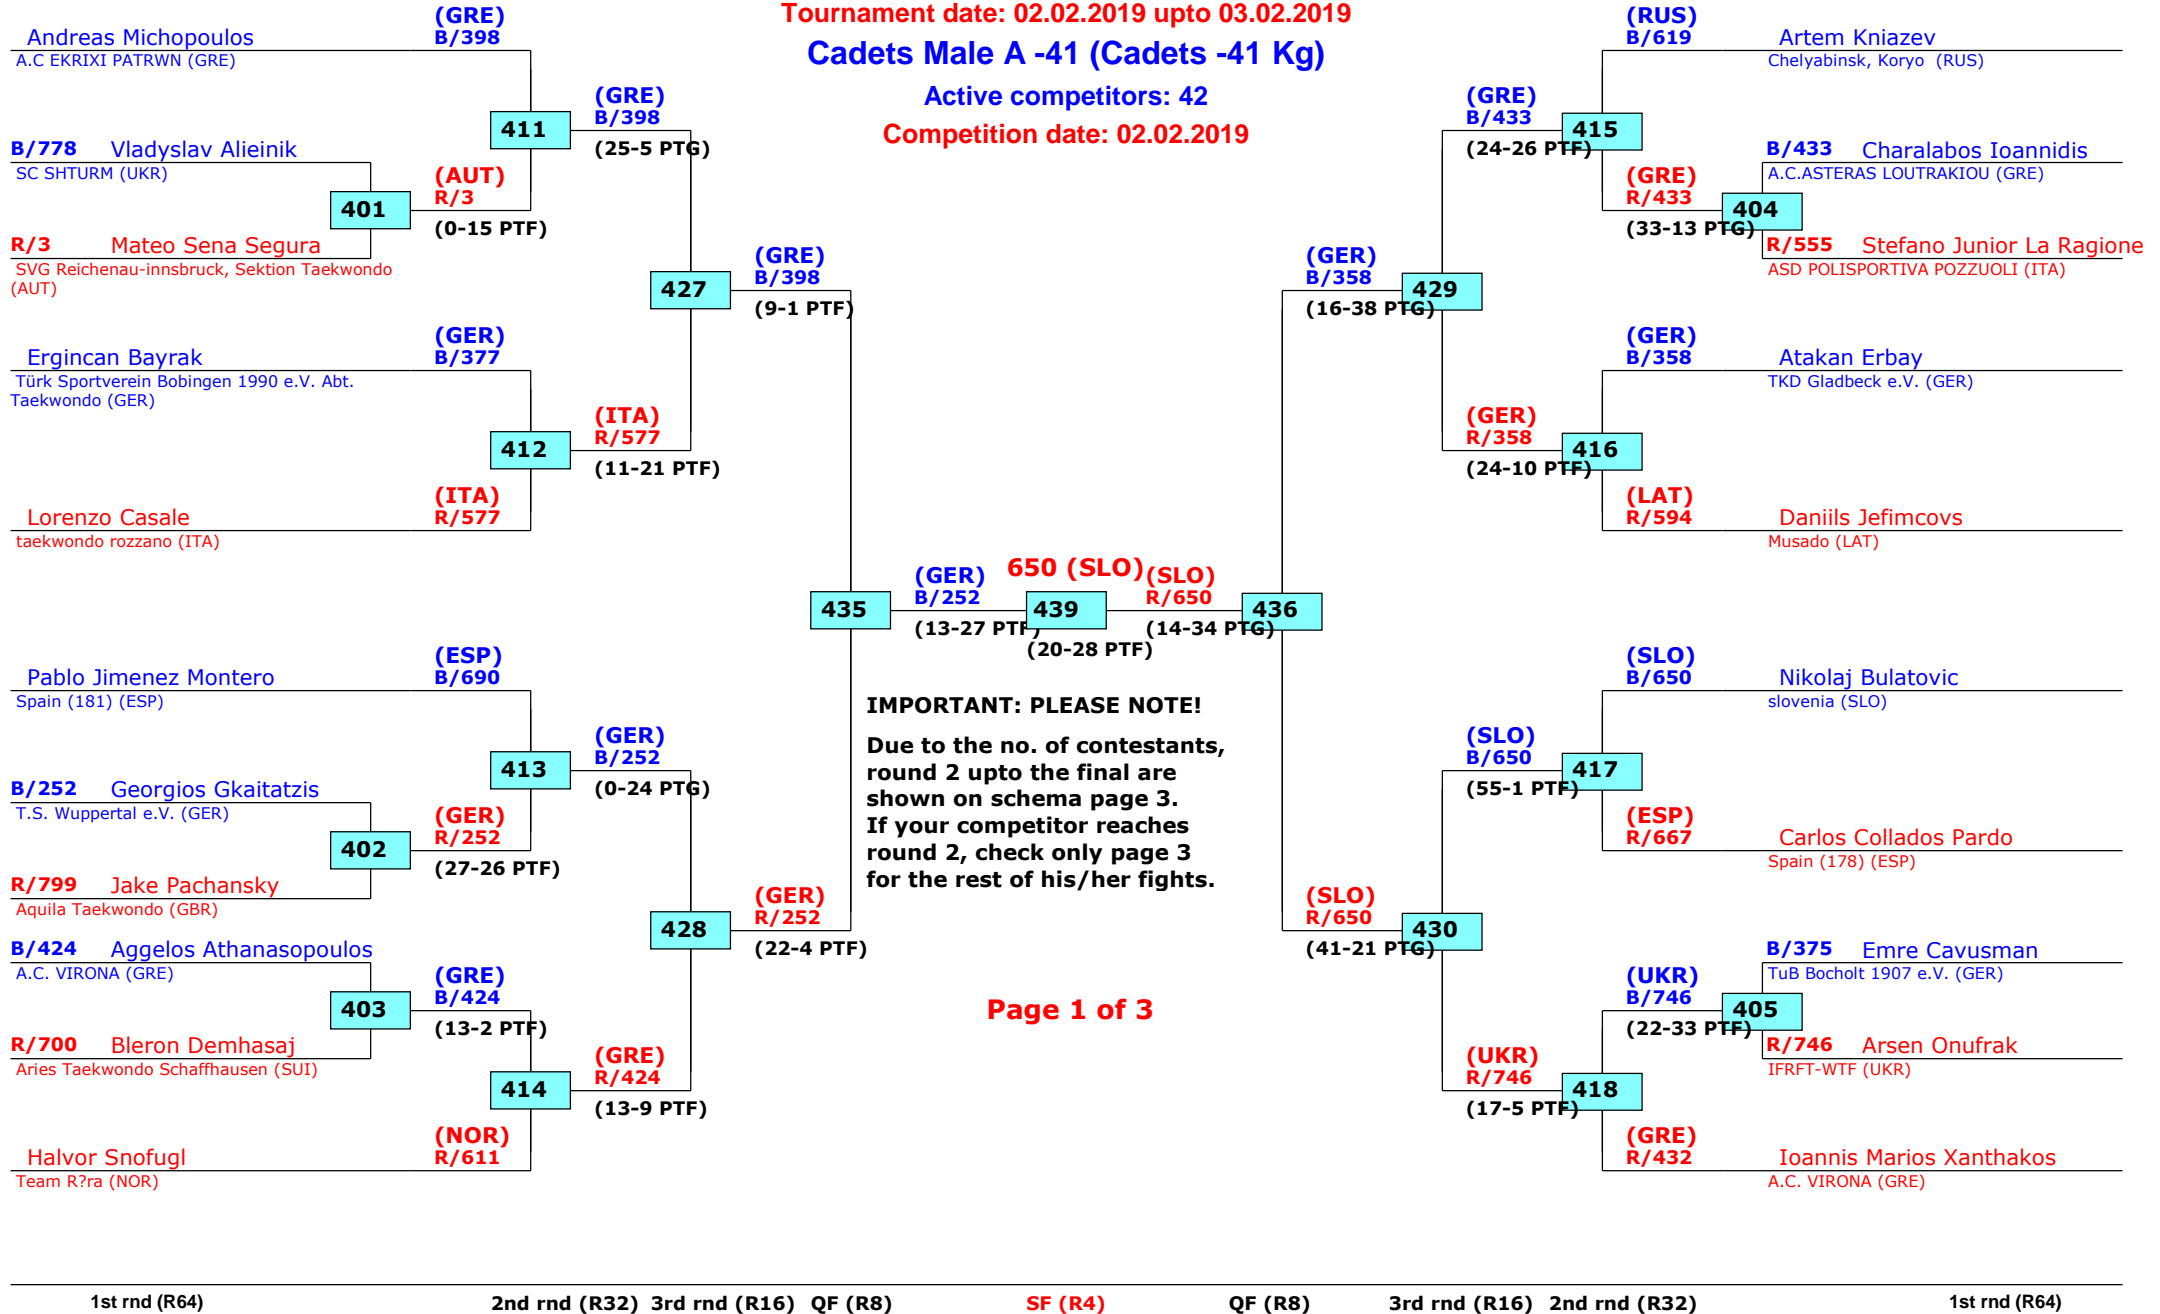 Tournament date: 02.02.2019 upto 03.02.2019
Cadets Male A -41 (Cadets -41 Kg)
Active competitors: 42
Competition date: 02.02.2019
(GRE)
Andreas Michopoulos B/398
A.C EKRIXI PATRWN (GRE)
B/778 Vladyslav Alieinik
SC SHTURM (UKR)
401
R/3 Mateo Sena Segura
SVG Reichenau-innsbruck, Sektion Taekwondo
(AUT)
(AUT)
R/3
(0-15 PTF)
411
(GRE)
B/398
(25-5 PTG)
(GER)
Ergincan Bayrak B/377
Türk Sportverein Bobingen 1990 e.V. Abt.
Taekwondo (GER)
412
(ITA)
R/577
(11-21 PTF)
(ITA)
Lorenzo Casale R/577
taekwondo rozzano (ITA)
427
(GRE)
B/398
(9-1 PTF)
(ESP)
Pablo Jimenez Montero B/690
Spain (181) (ESP)
B/252 Georgios Gkaitatzis
T.S. Wuppertal e.V. (GER)
402
R/799 Jake Pachansky
Aquila Taekwondo (GBR)
(GER)
R/252
(27-26 PTF)
413
(GER)
B/252
(0-24 PTG)
B/424 Aggelos Athanasopoulos
A.C. VIRONA (GRE)
403
R/700 Bleron Demhasaj
Aries Taekwondo Schaffhausen (SUI)
(GRE)
B/424
(13-2 PTF)
414
(GRE)
R/424
(13-9 PTF)
(NOR)
Halvor Snofugl R/611
Team R?ra (NOR)
428
(GER)
R/252
(22-4 PTF)
435
(GER)
B/252
(13-27 PTF)
650 (SLO)
439
(20-28 PTF)
(SLO)
R/650
(14-34 PTG)
436
IMPORTANT: PLEASE NOTE!
Due to the no. of contestants,
round 2 upto the final are
shown on schema page 3.
If your competitor reaches
round 2, check only page 3
for the rest of his/her fights.
Page 1 of 3
(RUS)
B/619 Artem Kniazev
Chelyabinsk, Koryo (RUS)
(GRE)
B/433
(24-26 PTF)
415
B/433 Charalabos Ioannidis
A.C.ASTERAS LOUTRAKIOU (GRE)
(GRE)
R/433
(33-13 PTG)
404
R/555 Stefano Junior La Ragione
ASD POLISPORTIVA POZZUOLI (ITA)
(GER)
B/358
(16-38 PTG)
429
(GER)
B/358 Atakan Erbay
TKD Gladbeck e.V. (GER)
(GER)
R/358
(24-10 PTF)
416
(LAT)
R/594 Daniils Jefimcovs
Musado (LAT)
(SLO)
B/650 Nikolaj Bulatovic
slovenia (SLO)
(SLO)
B/650
(55-1 PTF)
417
(ESP)
R/667 Carlos Collados Pardo
Spain (178) (ESP)
(SLO)
R/650
(41-21 PTG)
430
B/375 Emre Cavusman
TuB Bocholt 1907 e.V. (GER)
(UKR)
B/746
(22-33 PTF)
405
R/746 Arsen Onufrak
IFRFT-WTF (UKR)
(UKR)
R/746
(17-5 PTF)
418
(GRE)
R/432 Ioannis Marios Xanthakos
A.C. VIRONA (GRE)
1st rnd (R64) 2nd rnd (R32) 3rd rnd (R16) QF (R8) SF (R4) QF (R8) 3rd rnd (R16) 2nd rnd (R32) 1st rnd (R64)